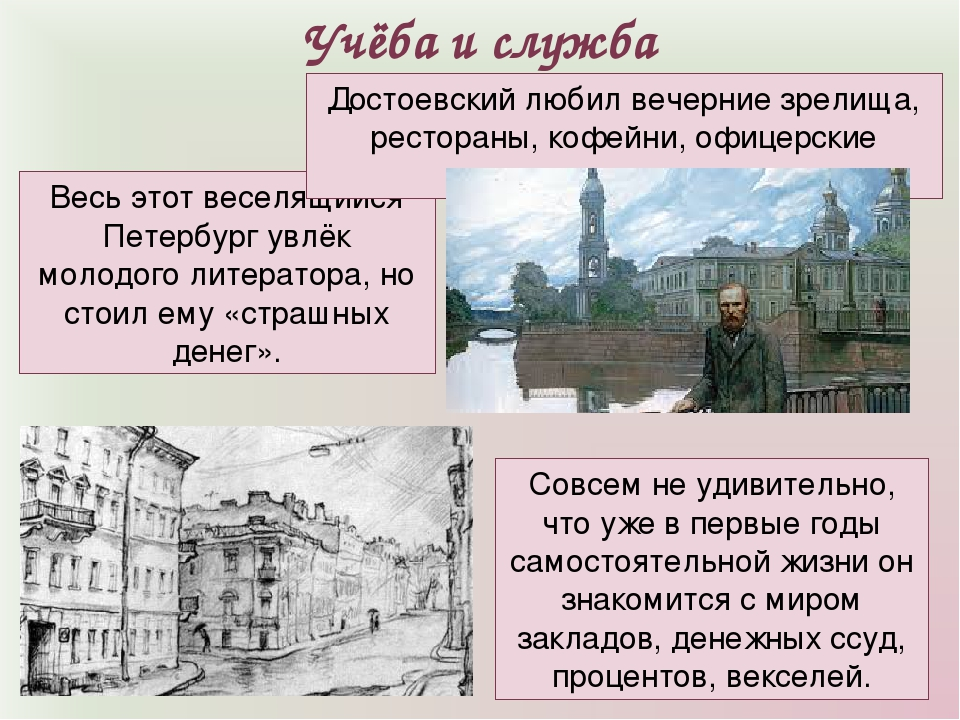 Учёба и служба
Достоевский любил вечерние зрелища,
рестораны, кофейни, офицерские
Весь этот веселящийся
Петербург увлёк
молодого литератора, но
стоил ему «страшных
денег».
Совсем не удивительно,
что уже в первые годы
самостоятельной жизни он
знакомится с миром
закладов, денежных ссуд,
процентов, векселей.